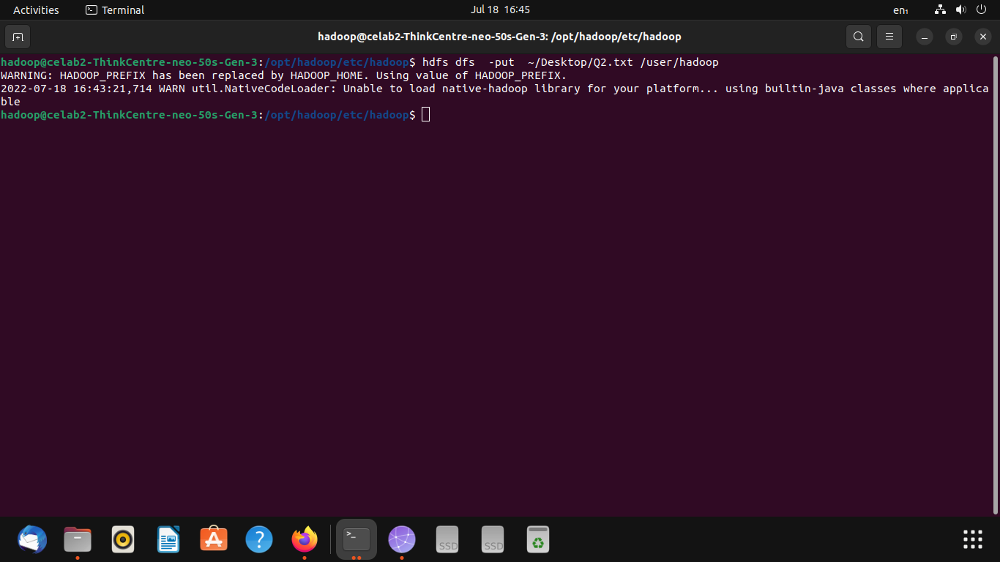 Activities
Terminal
Jul 18 16:45
en₁
hadoop@celab2-ThinkCentre-neo-50s-Gen-3: /opt/hadoop/etc/hadoop
hadoop@celab2-ThinkCentre-neo-50s-Gen-3:/opt/hadoop/etc/hadoop$ hdfs dfs  -put  ~/Desktop/Q2.txt /user/hadoop
WARNING: HADOOP_PREFIX has been replaced by HADOOP_HOME. Using value of HADOOP_PREFIX.
2022-07-18 16:43:21,714 WARN util.NativeCodeLoader: Unable to load native-hadoop library for your platform... using builtin-java classes where applica
ble
hadoop@celab2-ThinkCentre-neo-50s-Gen-3:/opt/hadoop/etc/hadoop$
SSD
SSD